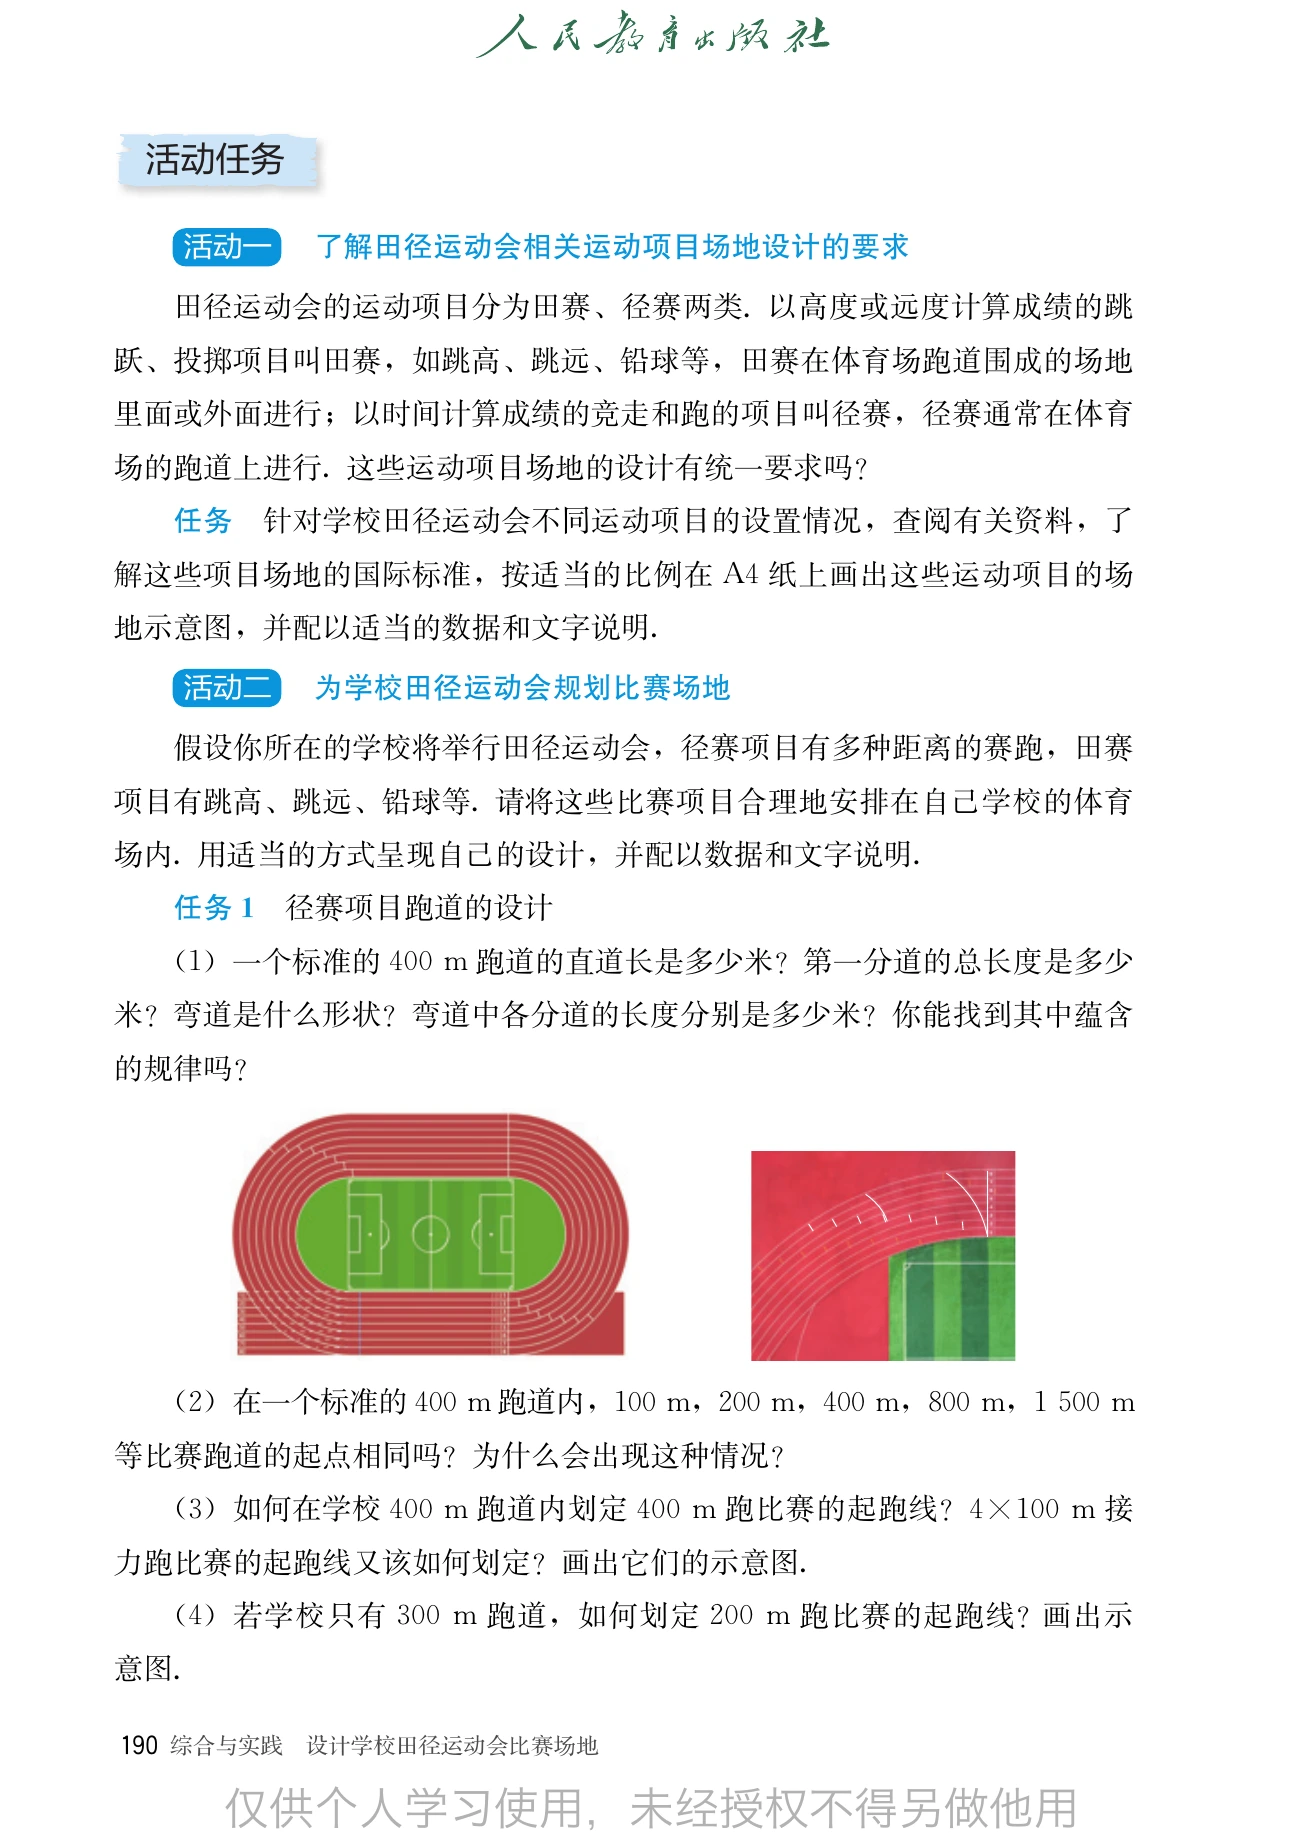 人民教育出版社
活动任务
活动一 了解田径运动会相关运动项目场地设计的要求
田径运动会的运动项目分为田赛、径赛两类. 以高度或远度计算成绩的跳
跃、投掷项目叫田赛，如跳高、跳远、铅球等，田赛在体育场跑道围成的场地
里面或外面进行；以时间计算成绩的竞走和跑的项目叫径赛，径赛通常在体育
场的跑道上进行. 这些运动项目场地的设计有统一要求吗？
任务 针对学校田径运动会不同运动项目的设置情况，查阅有关资料，了
解这些项目场地的国际标准，按适当的比例在 A4 纸上画出这些运动项目的场
地示意图，并配以适当的数据和文字说明.
活动二 为学校田径运动会规划比赛场地
假设你所在的学校将举行田径运动会，径赛项目有多种距离的赛跑，田赛
项目有跳高、跳远、铅球等. 请将这些比赛项目合理地安排在自己学校的体育
场内. 用适当的方式呈现自己的设计，并配以数据和文字说明.
任务 1 径赛项目跑道的设计
（1）一个标准的 400 m 跑道的直道长是多少米？第一分道的总长度是多少
米？弯道是什么形状？弯道中各分道的长度分别是多少米？你能找到其中蕴含
的规律吗？
（2）在一个标准的 400 m 跑道内，100 m，200 m，400 m，800 m，1 500 m
等比赛跑道的起点相同吗？为什么会出现这种情况？
（3）如何在学校 400 m 跑道内划定 400 m 跑比赛的起跑线？4×100 m 接
力跑比赛的起跑线又该如何划定？画出它们的示意图.
（4）若学校只有 300 m 跑道，如何划定 200 m 跑比赛的起跑线？画出示
意图.
190 综合与实践 设计学校田径运动会比赛场地
仅供个人学习使用，未经授权不得另做他用